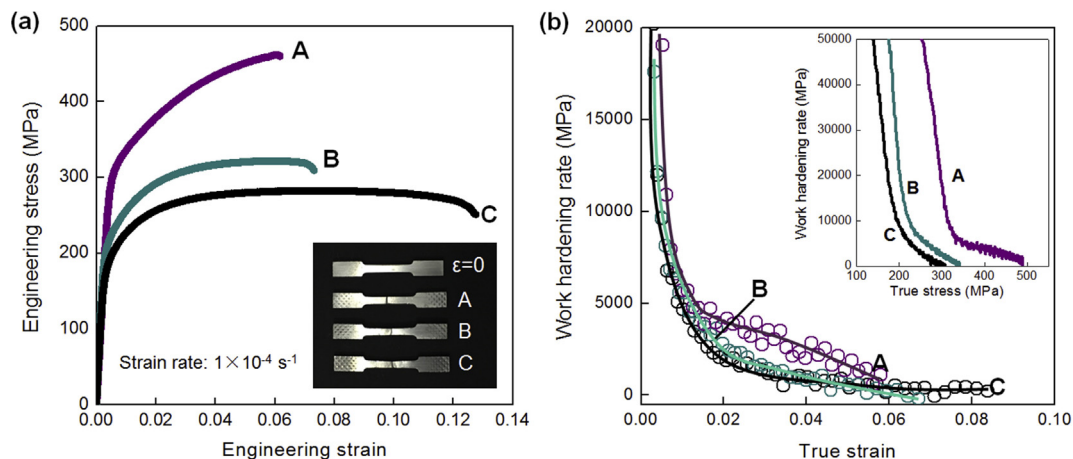 (a)
500
400
300
200
100
0
0.00 0.02 0.04 0.06 0.08 0.10 0.12 0.14
Engineering stress (MPa)
Engineering strain
A
B
C
Strain rate: 1×10⁻⁴ s⁻¹
ε=0
A
B
C
(b)
20000
15000
10000
5000
0
0.00 0.02 0.04 0.06 0.08 0.10
Work hardening rate (MPa)
True strain
B
A
C
50000
40000
30000
20000
10000
0
100 200 300 400 500
Work hardening rate (MPa)
True stress (MPa)
A
B
C